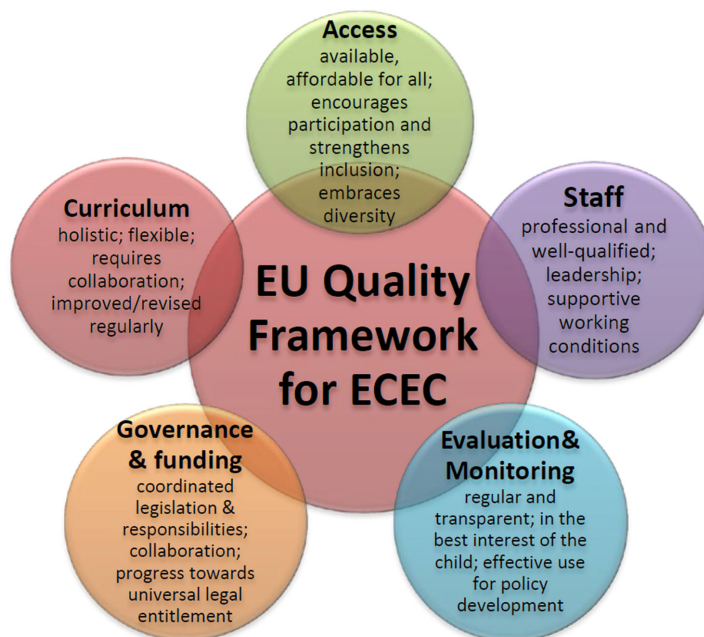 Access
available,
affordable for all;
encourages
participation and
strengthens
inclusion;
embraces
diversity
Curriculum
holistic; flexible;
requires
collaboration;
improved/revised
regularly
Staff
professional and
well-qualified;
leadership;
supportive
working
conditions
EU Quality
Framework
for ECEC
Governance
& funding
coordinated
legislation &
responsibilities;
collaboration;
progress towards
universal legal
entitlement
Evaluation&
Monitoring
regular and
transparent; in the
best interest of the
child; effective use
for policy
development